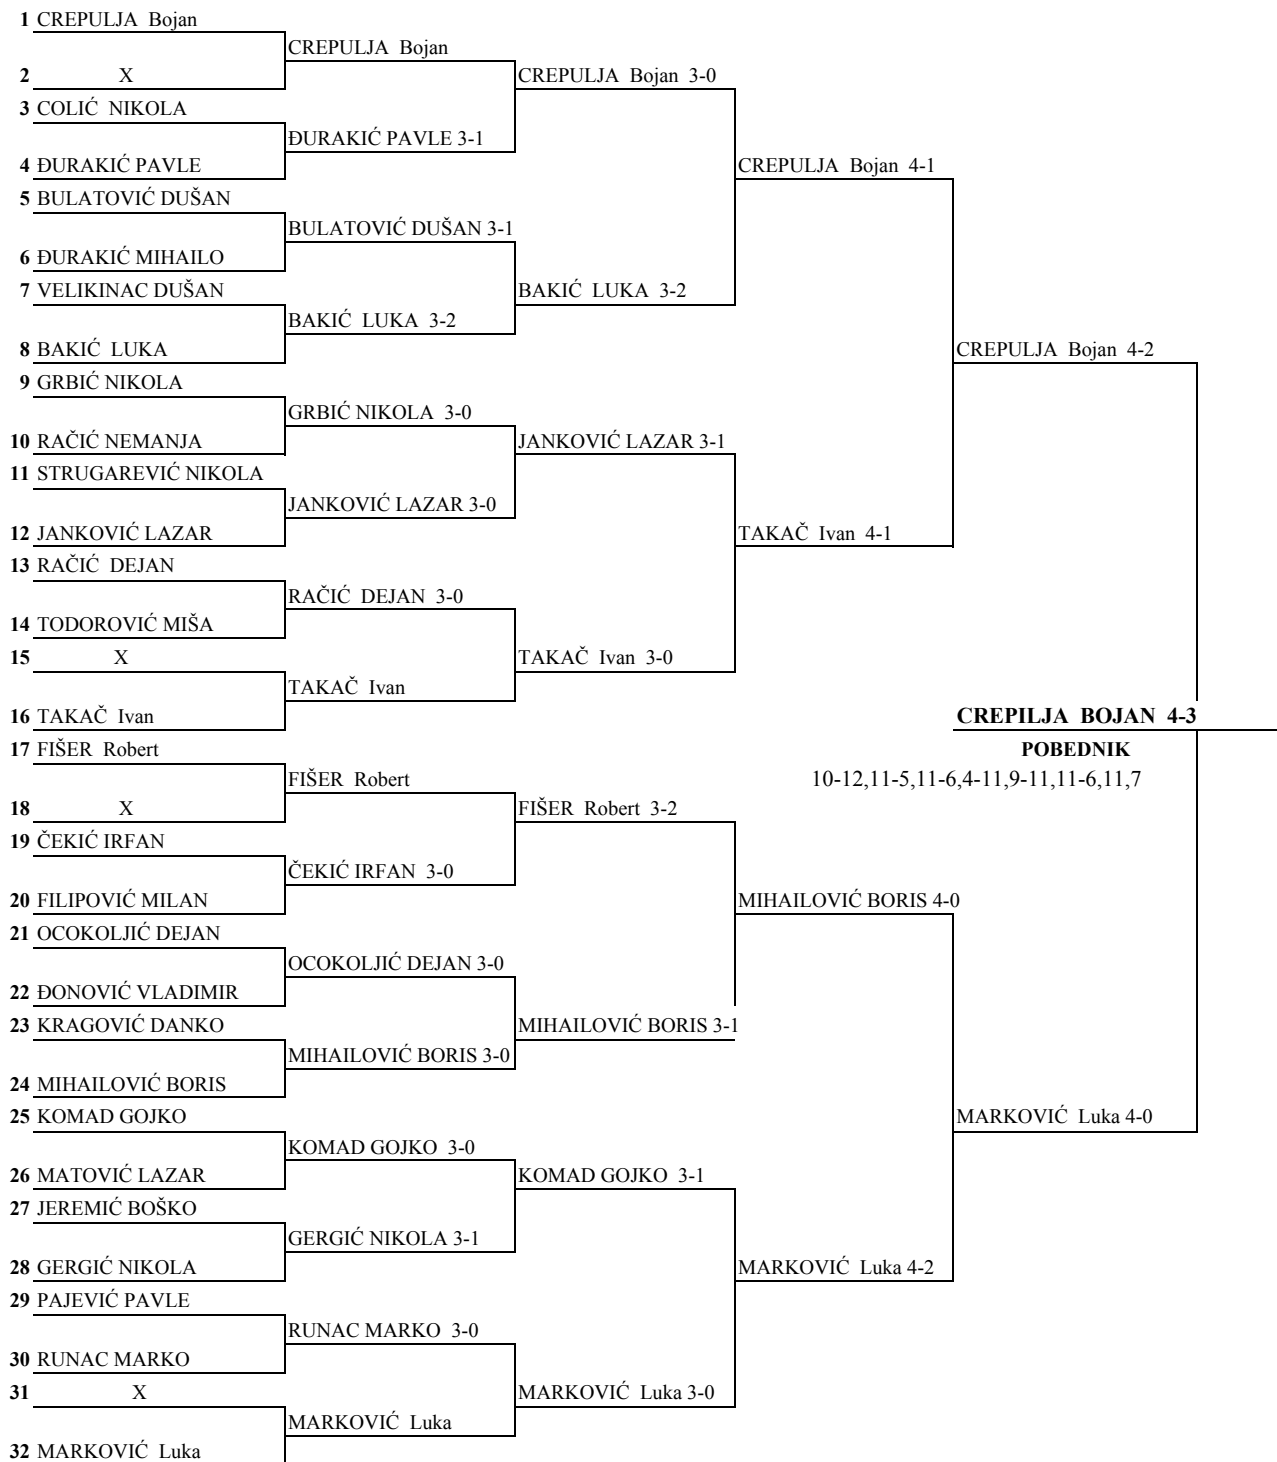 1 CREPULJA Bojan
CREPULJA Bojan
2 X
CREPULJA Bojan 3-0
3 COLIĆ NIKOLA
ĐURAKIĆ PAVLE 3-1
4 ĐURAKIĆ PAVLE
CREPULJA Bojan 4-1
5 BULATOVIĆ DUŠAN
BULATOVIĆ DUŠAN 3-1
6 ĐURAKIĆ MIHAILO
7 VELIKINAC DUŠAN
BAKIĆ LUKA 3-2
BAKIĆ LUKA 3-2
8 BAKIĆ LUKA
CREPULJA Bojan 4-2
9 GRBIĆ NIKOLA
GRBIĆ NIKOLA 3-0
10 RAČIĆ NEMANJA
JANKOVIĆ LAZAR 3-1
11 STRUGAREVIĆ NIKOLA
JANKOVIĆ LAZAR 3-0
12 JANKOVIĆ LAZAR
TAKAČ Ivan 4-1
13 RAČIĆ DEJAN
RAČIĆ DEJAN 3-0
14 TODOROVIĆ MIŠA
15 X
TAKAČ Ivan 3-0
TAKAČ Ivan
16 TAKAČ Ivan
CREPILJA BOJAN 4-3
17 FIŠER Robert
POBEDNIK
FIŠER Robert
10-12,11-5,11-6,4-11,9-11,11-6,11,7
18 X
FIŠER Robert 3-2
19 ČEKIĆ IRFAN
ČEKIĆ IRFAN 3-0
20 FILIPOVIĆ MILAN
MIHAILOVIĆ BORIS 4-0
21 OCOKOLJIĆ DEJAN
OCOKOLJIĆ DEJAN 3-0
22 ĐONOVIĆ VLADIMIR
23 KRAGOVIĆ DANKO
MIHAILOVIĆ BORIS 3-1
MIHAILOVIĆ BORIS 3-0
24 MIHAILOVIĆ BORIS
25 KOMAD GOJKO
MARKOVIĆ Luka 4-0
KOMAD GOJKO 3-0
26 MATOVIĆ LAZAR
KOMAD GOJKO 3-1
27 JEREMIĆ BOŠKO
GERGIĆ NIKOLA 3-1
28 GERGIĆ NIKOLA
MARKOVIĆ Luka 4-2
29 PAJEVIĆ PAVLE
RUNAC MARKO 3-0
30 RUNAC MARKO
31 X
MARKOVIĆ Luka 3-0
MARKOVIĆ Luka
32 MARKOVIĆ Luka